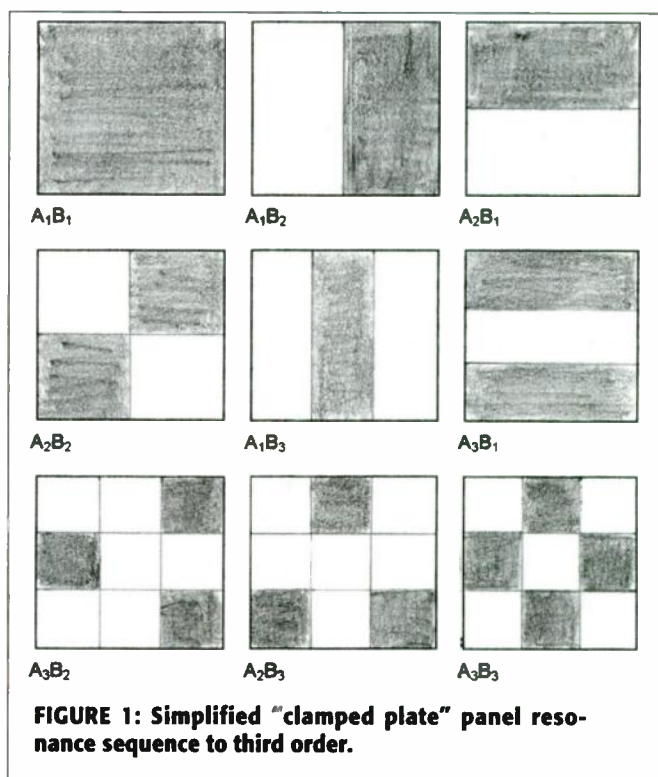 A₁B₁ A₁B₂ A₂B₁
A₂B₂ A₁B₃ A₃B₁
A₃B₂ A₂B₃ A₃B₃
FIGURE 1: Simplified "clamped plate" panel reso-
nance sequence to third order.